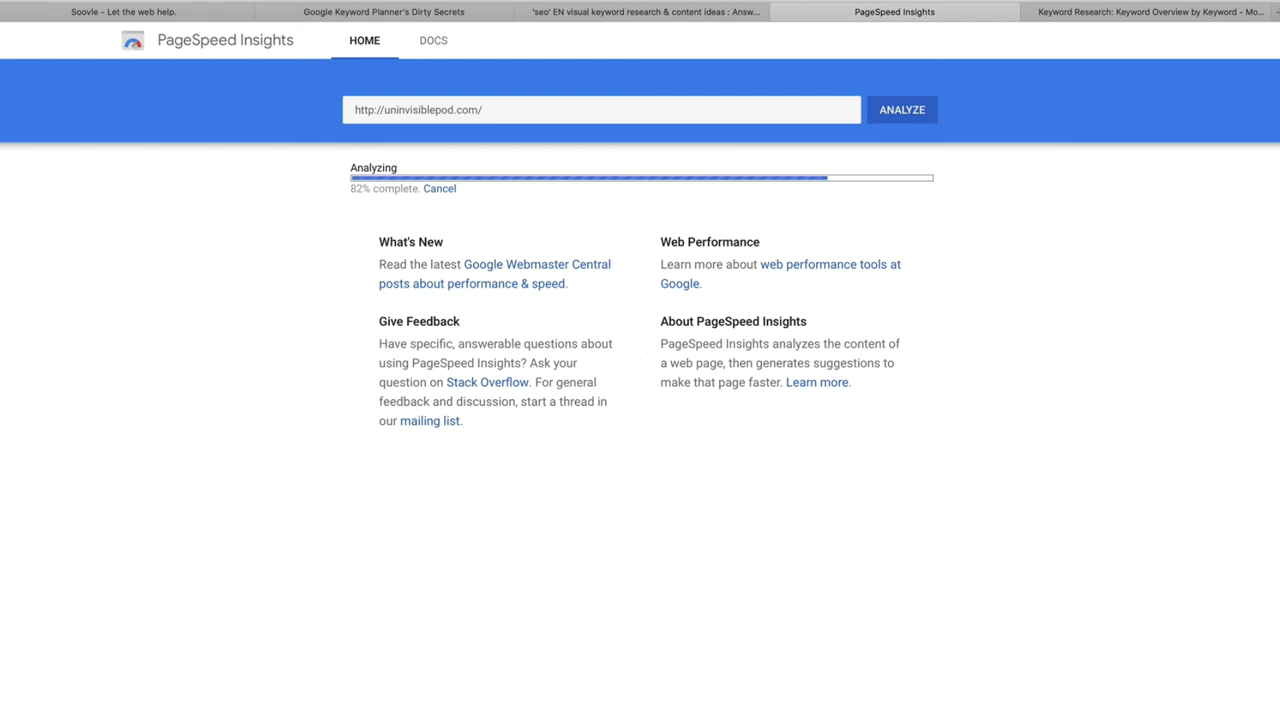 Soovle - Let the web help.
Google Keyword Planner's Dirty Secrets
'seo' EN visual keyword research & content ideas : Answ...
PageSpeed Insights
Keyword Research: Keyword Overview by Keyword - Mo...
PageSpeed Insights
HOME
DOCS
http://uninvisiblepod.com/
ANALYZE
Analyzing
82% complete. Cancel
What's New
Read the latest Google Webmaster Central
posts about performance & speed.
Web Performance
Learn more about web performance tools at
Google.
Give Feedback
Have specific, answerable questions about
using PageSpeed Insights? Ask your
question on Stack Overflow. For general
feedback and discussion, start a thread in
our mailing list.
About PageSpeed Insights
PageSpeed Insights analyzes the content of
a web page, then generates suggestions to
make that page faster. Learn more.